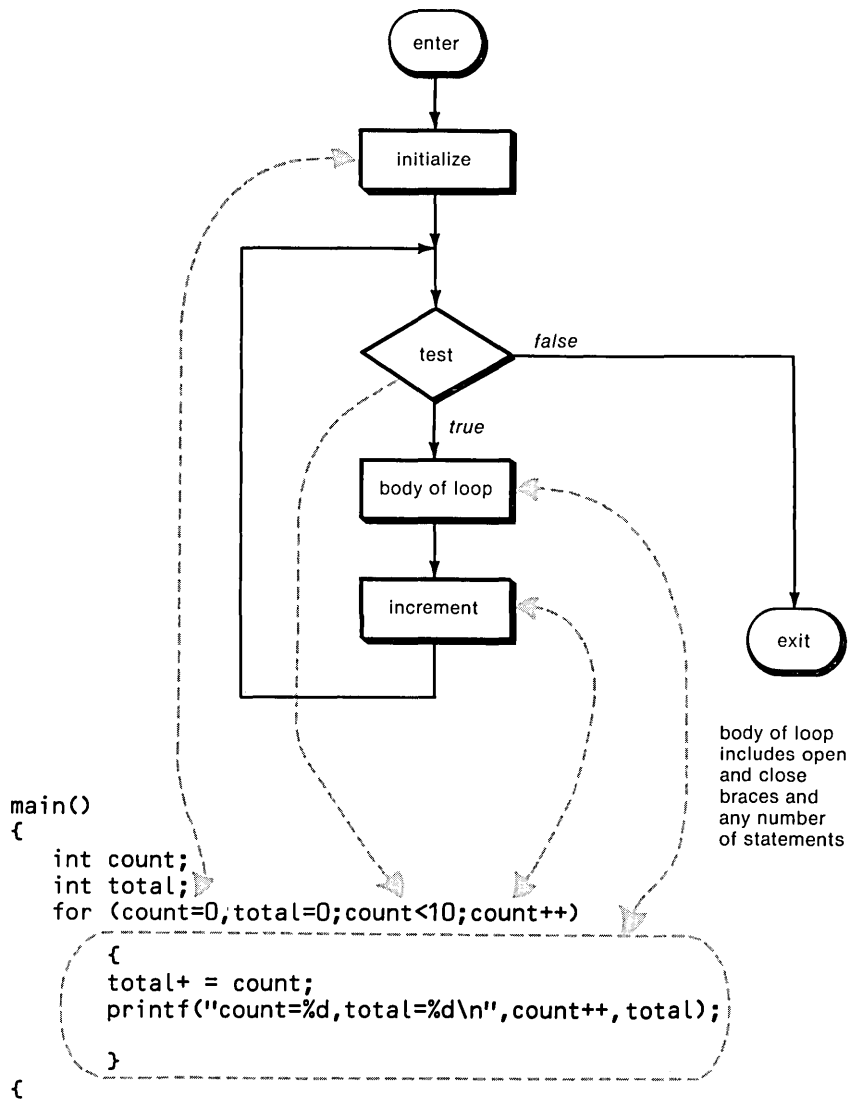 enter
initialize
test
false
true
body of loop
increment
exit
body of loop
includes open
and close
braces and
any number
of statements
main()
{
int count;
int total;
for (count=0,total=0;count<10;count++)
{
total+ = count;
printf("count=%d,total=%d\n",count++,total);
}
{